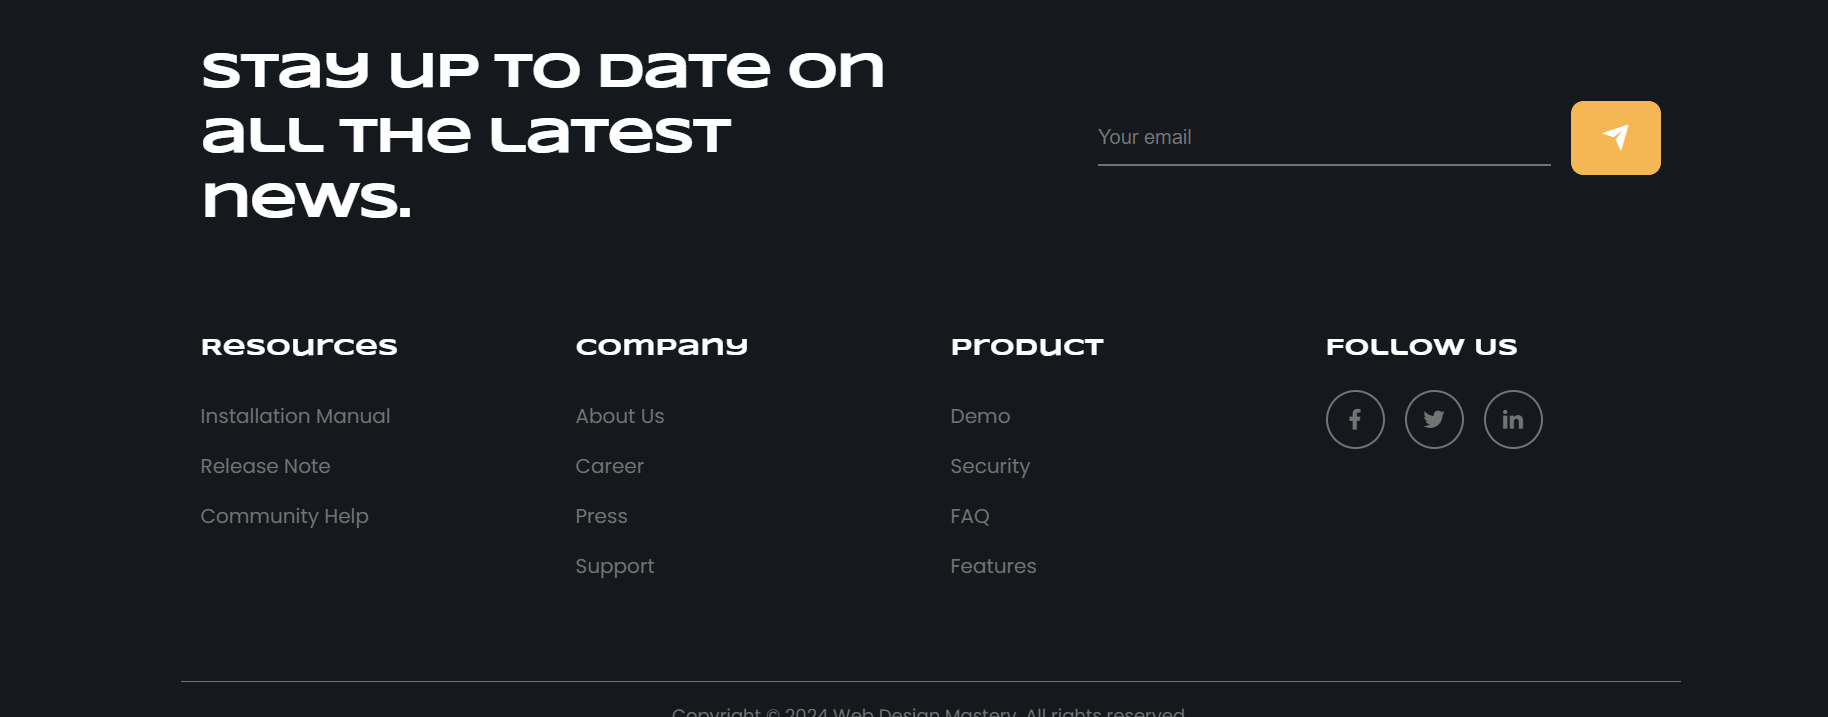 Stay up to date on
all the latest
news.
Your email
Resources
Installation Manual
Release Note
Community Help
Company
About Us
Career
Press
Support
Product
Demo
Security
FAQ
Features
Follow Us
Copyright © 2024 Web Design Mastery. All rights reserved.